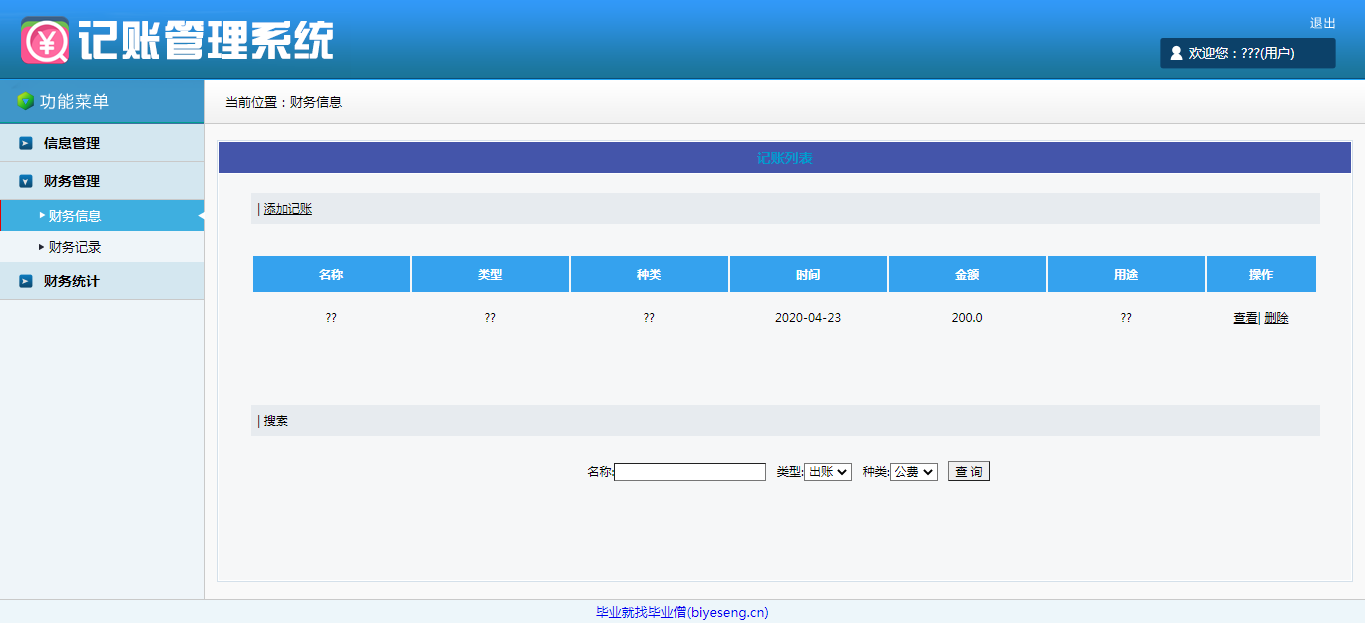 记账管理系统
退出
欢迎您：???(用户)
功能菜单
当前位置：财务信息
信息管理
财务管理
财务信息
财务记录
财务统计
记账列表
| 添加记账
名称 类型 种类 时间 金额 用途 操作
?? ?? ?? 2020-04-23 200.0 ?? 查看| 删除
| 搜索
名称: 类型:出账 种类:公费 查 询
毕业就找毕业僧(biyeseng.cn)